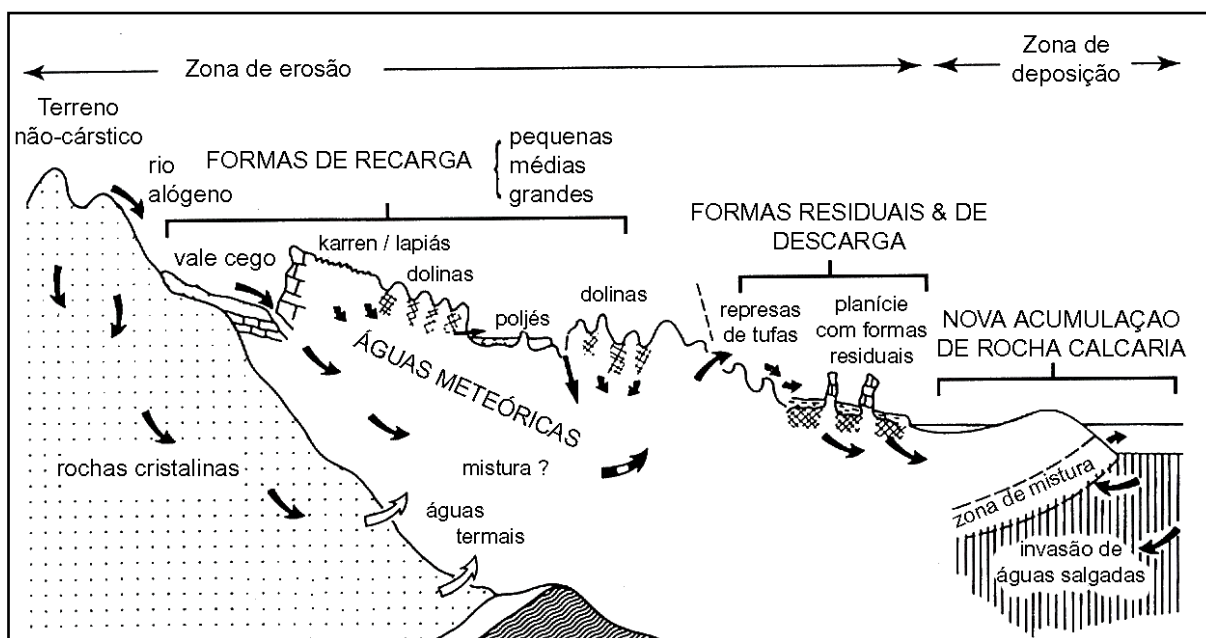 Zona de erosão
Zona de
deposição
Terreno
não-cárstico
rio
alógeno
FORMAS DE RECARGA
pequenas
médias
grandes
FORMAS RESIDUAIS & DE
DESCARGA
vale cego
karren / lapiás
dolinas
poljés
dolinas
represas
de tufas
planície
com formas
residuais
NOVA ACUMULAÇAO
DE ROCHA CALCARIA
ÁGUAS METEÓRICAS
rochas cristalinas
mistura ?
águas
termais
zona de mistura
invasão de
águas salgadas